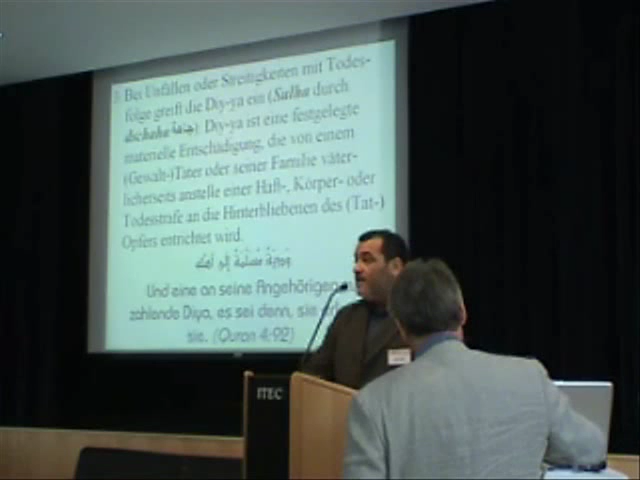 3. Bei Unfällen oder Streitigkeiten mit Todes-
folge greift die Diy-ya ein (Sulha durch
dschaha جاهة). Diy-ya ist eine festgelegte
materielle Entschädigung, die von einem
(Gewalt-)Täter oder seiner Familie väter-
licherseits anstelle einer Haft-, Körper- oder
Todesstrafe an die Hinterbliebenen des (Tat-)
Opfers entrichtet wird.
وَدِيَةٌ مُسَلَّمَةٌ إِلَى أَهْلِهِ
Und eine an seine Angehörigen
zahlende Diya, es sei denn, sie
sie. (Quran 4:92)
ITEC